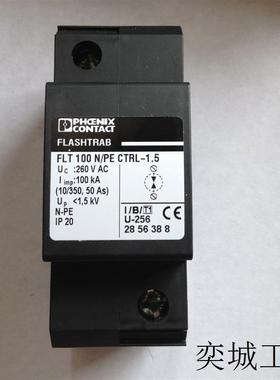 PHŒNIX
CONTACT
FLASHTRAB
FLT 100 N/PE CTRL-1.5
UC :260 V AC
Iimp:100 kA
(10/350, 50 As)
UP <1,5 kV
N-PE
IP 20
I/B/T1
U-256
28 56 38 8
奕城工